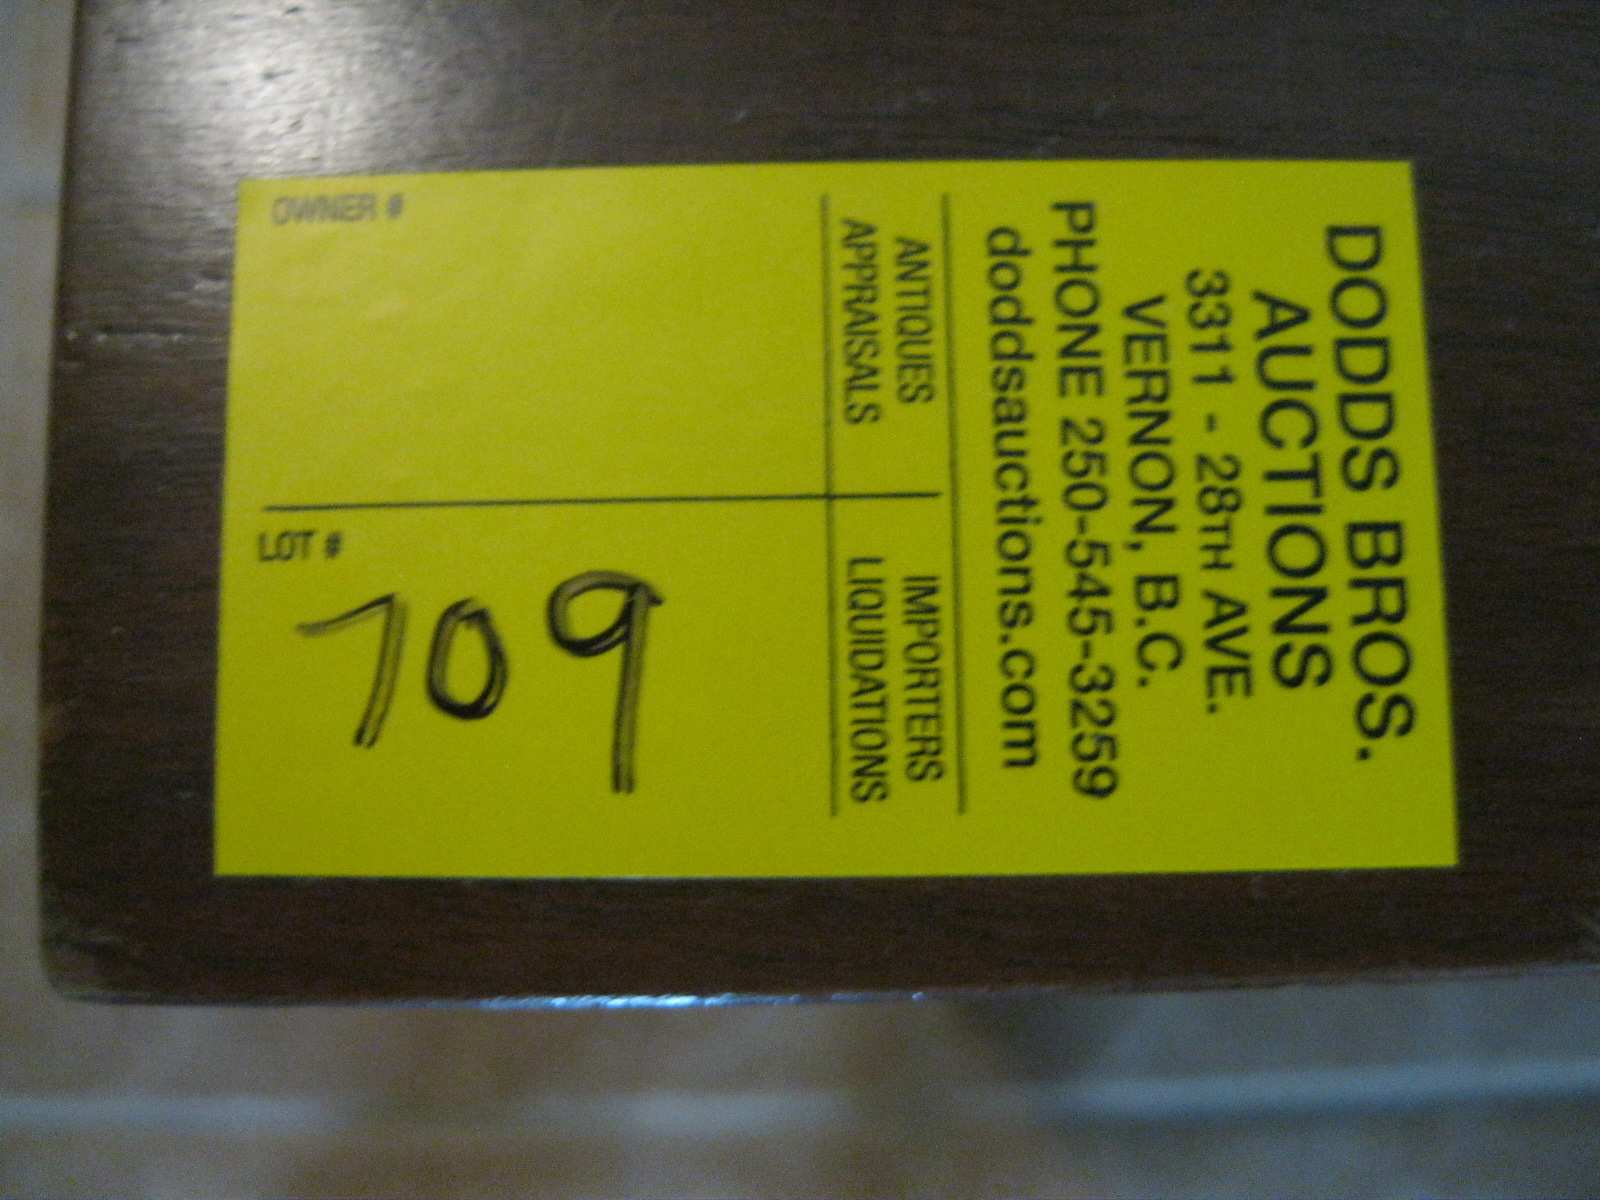 DODDS BROS.
AUCTIONS
3311 - 28TH AVE.
VERNON, B.C.
PHONE 250-545-3259
doddsauctions.com
ANTIQUES
APPRAISALS
IMPORTERS
LIQUIDATIONS
OWNER #
LOT #
709